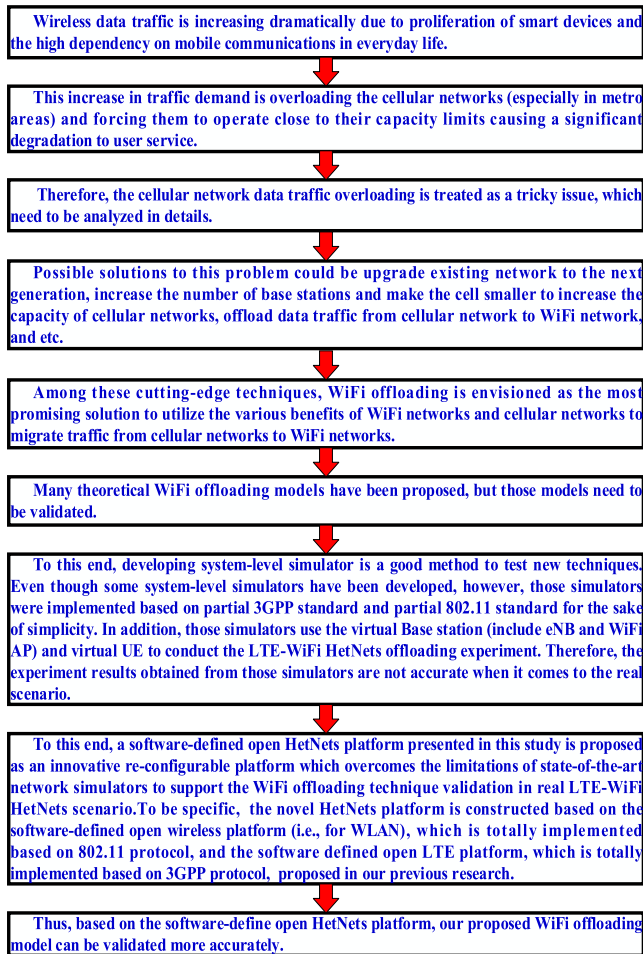 Wireless data traffic is increasing dramatically due to proliferation of smart devices and
the high dependency on mobile communications in everyday life.
This increase in traffic demand is overloading the cellular networks (especially in metro
areas) and forcing them to operate close to their capacity limits causing a significant
degradation to user service.
Therefore, the cellular network data traffic overloading is treated as a tricky issue, which
need to be analyzed in details.
Possible solutions to this problem could be upgrade existing network to the next
generation, increase the number of base stations and make the cell smaller to increase the
capacity of cellular networks, offload data traffic from cellular network to WiFi network,
and etc.
Among these cutting-edge techniques, WiFi offloading is envisioned as the most
promising solution to utilize the various benefits of WiFi networks and cellular networks to
migrate traffic from cellular networks to WiFi networks.
Many theoretical WiFi offloading models have been proposed, but those models need to
be validated.
To this end, developing system-level simulator is a good method to test new techniques.
Even though some system-level simulators have been developed, however, those simulators
were implemented based on partial 3GPP standard and partial 802.11 standard for the sake
of simplicity. In addition, those simulators use the virtual Base station (include eNB and WiFi
AP) and virtual UE to conduct the LTE-WiFi HetNets offloading experiment. Therefore, the
experiment results obtained from those simulators are not accurate when it comes to the real
scenario.
To this end, a software-defined open HetNets platform presented in this study is proposed
as an innovative re-configurable platform which overcomes the limitations of state-of-the-art
network simulators to support the WiFi offloading technique validation in real LTE-WiFi
HetNets scenario.To be specific, the novel HetNets platform is constructed based on the
software-defined open wireless platform (i.e., for WLAN), which is totally implemented
based on 802.11 protocol, and the software defined open LTE platform, which is totally
implemented based on 3GPP protocol, proposed in our previous research.
Thus, based on the software-define open HetNets platform, our proposed WiFi offloading
model can be validated more accurately.